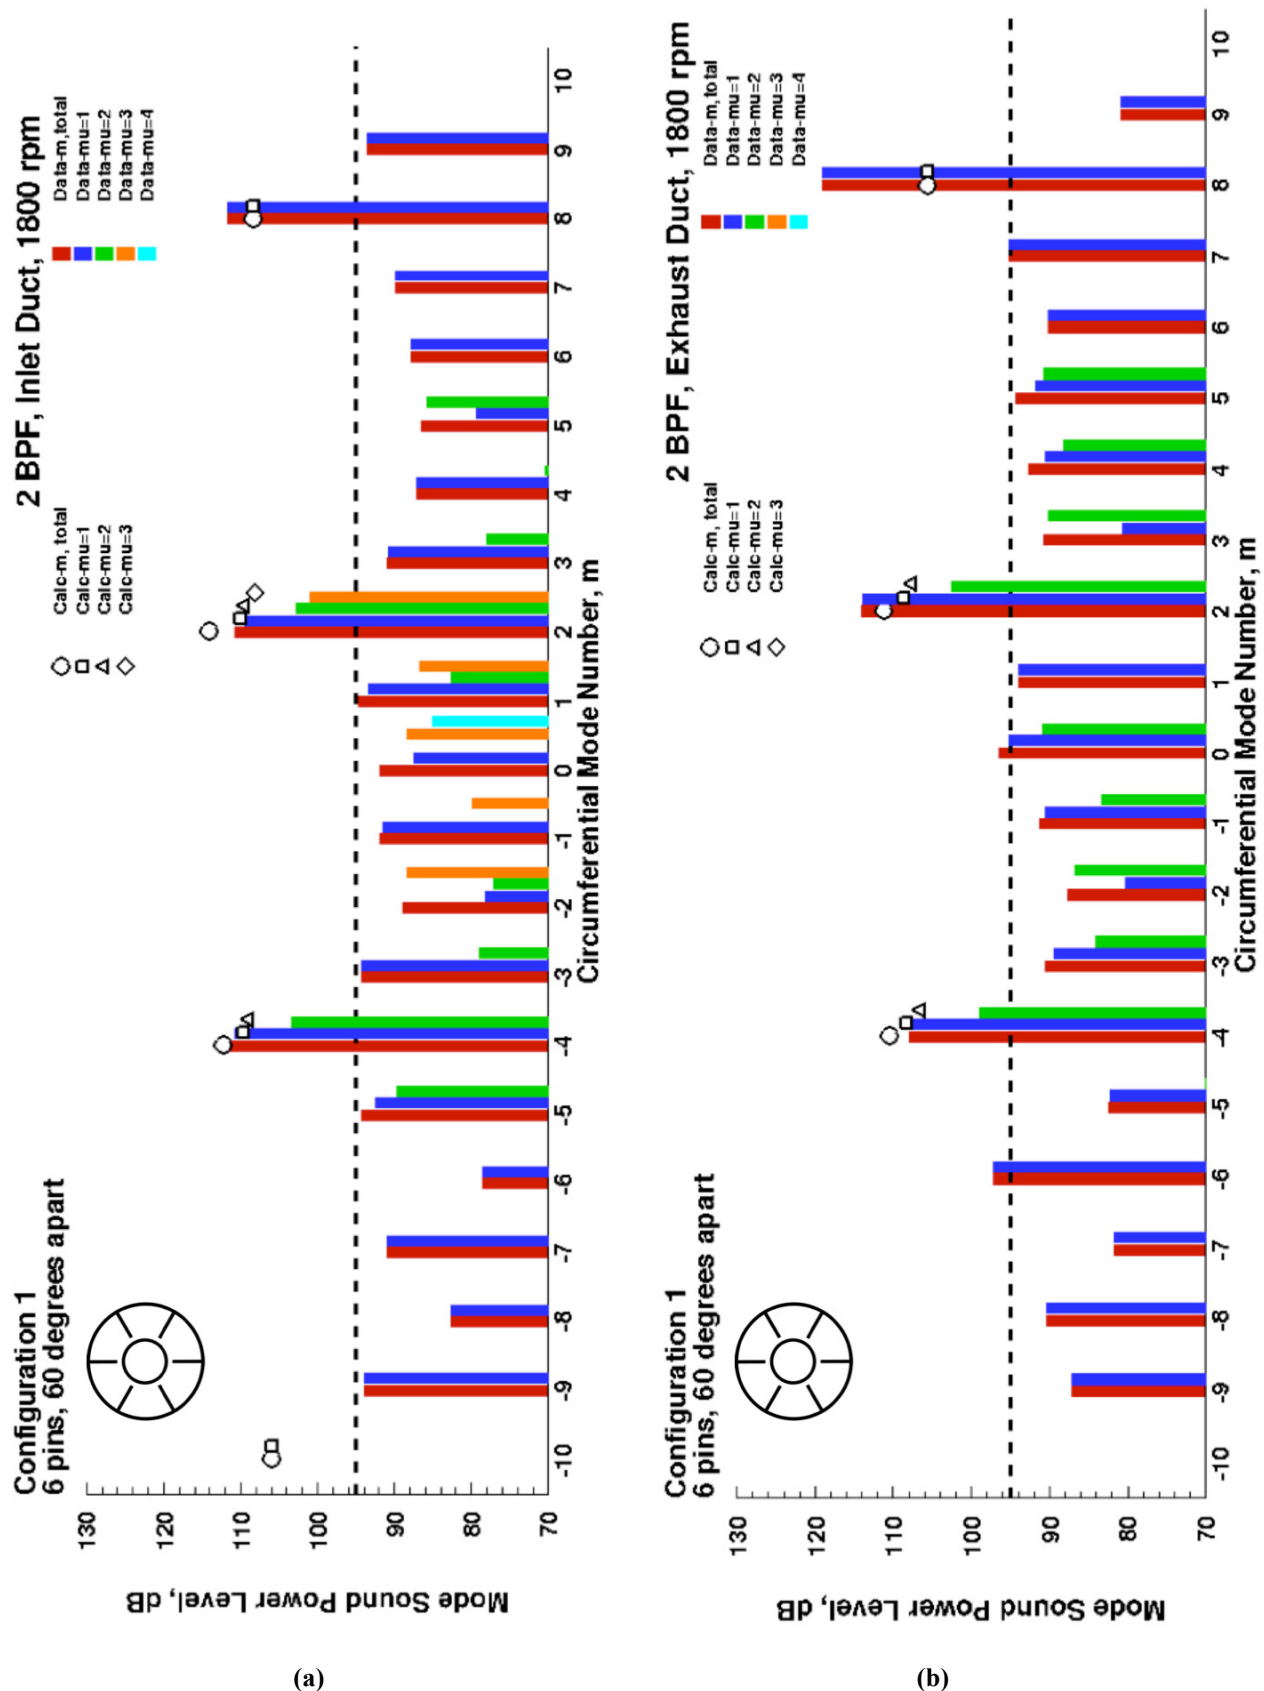 Configuration 1
6 pins, 60 degrees apart
2 BPF, Inlet Duct, 1800 rpm
Calc-m, total
Calc-mu=1
Calc-mu=2
Calc-mu=3
Data-m,total
Data-mu=1
Data-mu=2
Data-mu=3
Data-mu=4
130
120
110
100
90
80
70
Mode Sound Power Level, dB
-10 -9 -8 -7 -6 -5 -4 -3 -2 -1 0 1 2 3 4 5 6 7 8 9 10
Circumferential Mode Number, m
(a)
Configuration 1
6 pins, 60 degrees apart
2 BPF, Exhaust Duct, 1800 rpm
Calc-m, total
Calc-mu=1
Calc-mu=2
Calc-mu=3
Data-m,total
Data-mu=1
Data-mu=2
Data-mu=3
Data-mu=4
130
120
110
100
90
80
70
Mode Sound Power Level, dB
-10 -9 -8 -7 -6 -5 -4 -3 -2 -1 0 1 2 3 4 5 6 7 8 9 10
Circumferential Mode Number, m
(b)